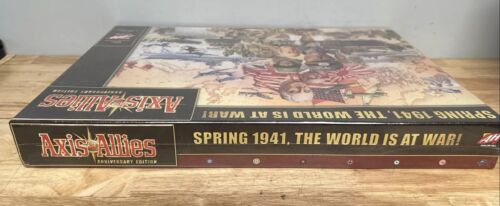 Axis & Allies
ANNIVERSARY EDITION
SPRING 1941, THE WORLD IS AT WAR!
Axis & Allies
ANNIVERSARY EDITION
SPRING 1941, THE WORLD IS AT WAR!